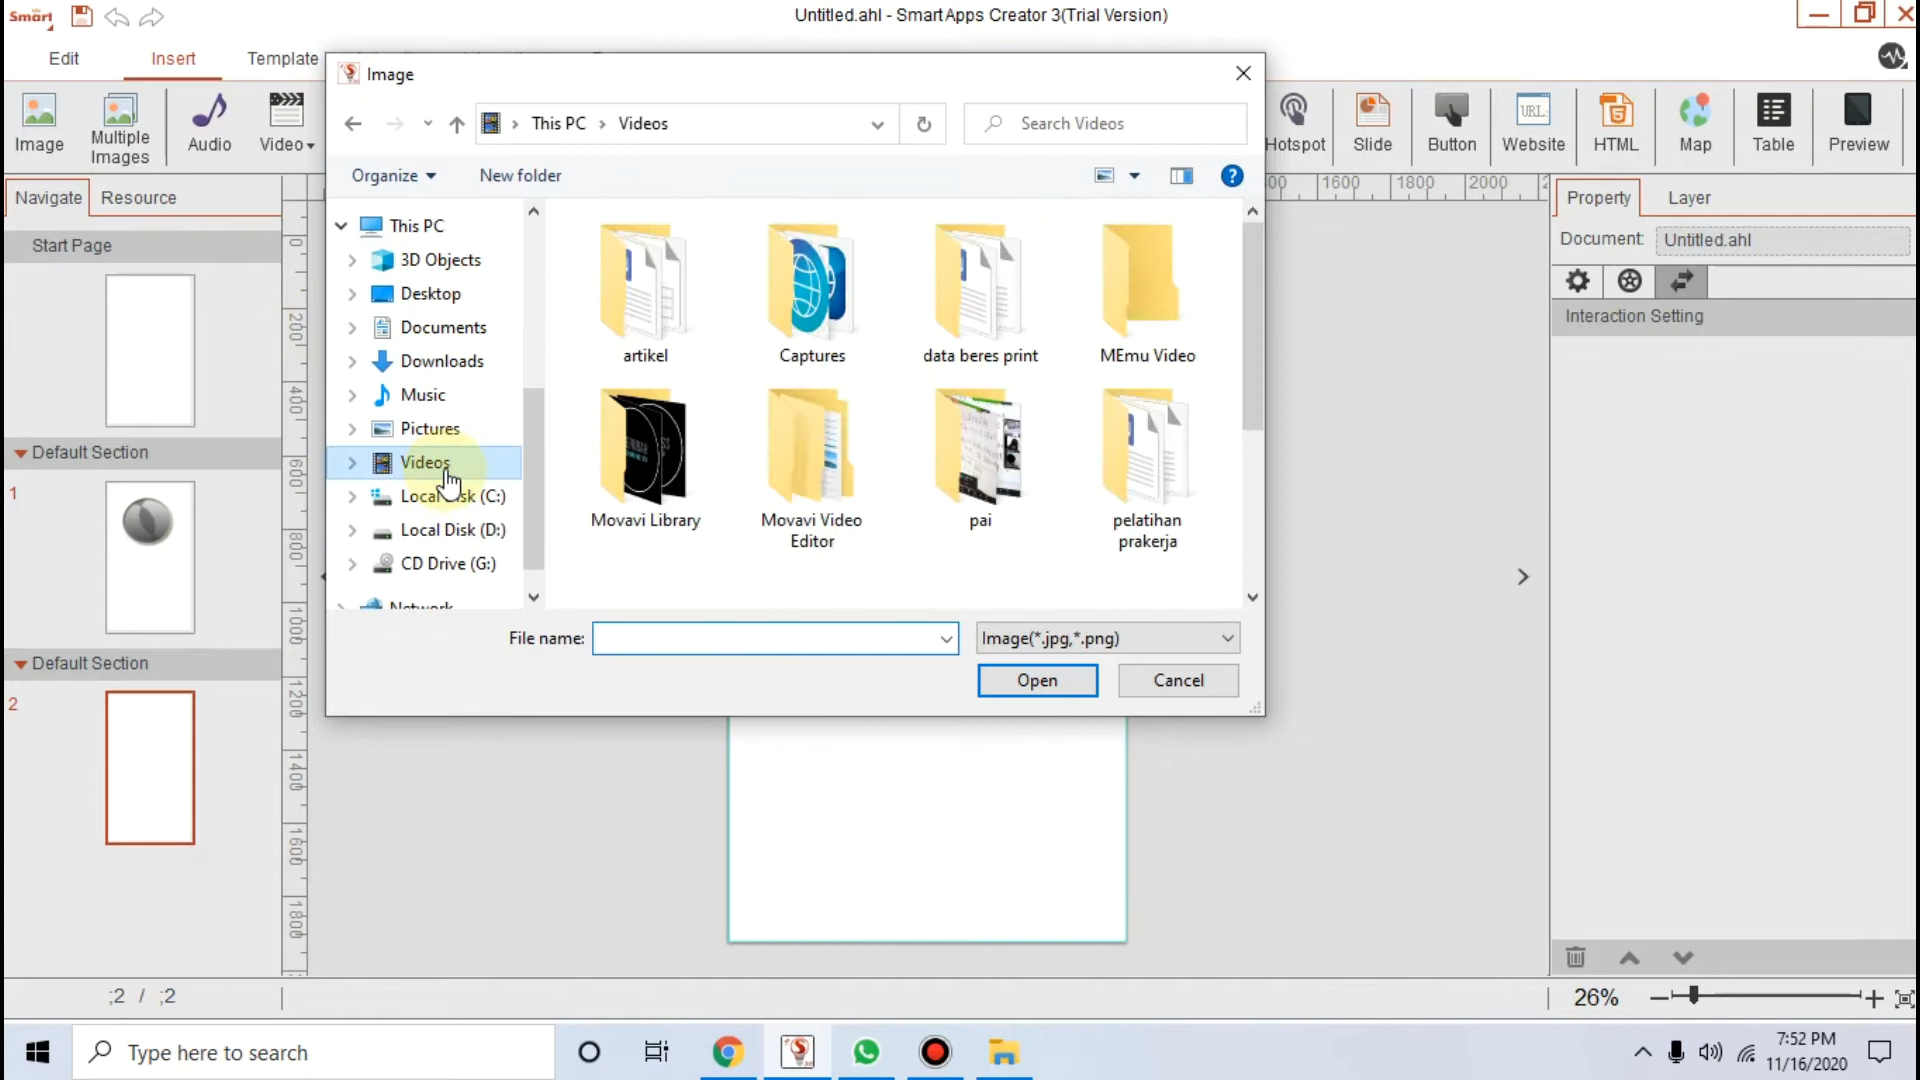 Smart
Untitled.ahl - SmartApps Creator 3(Trial Version)
Edit
Insert
Template
Image
Image
Multiple
Images
Audio
Video
This PC
Videos
Search Videos
Hotspot
Slide
Button
URL:
Website
HTML
Map
Table
Preview
Organize
New folder
?
Navigate
Resource
Start Page
Default Section
1
Default Section
2
This PC
3D Objects
Desktop
Documents
Downloads
Music
Pictures
Videos
Local Disk (C:)
Local Disk (D:)
CD Drive (G:)
Network
artikel
Captures
data beres print
MEmu Video
Movavi Library
Movavi Video
Editor
pai
pelatihan
prakerja
File name:
Image(*.jpg,*.png)
Open
Cancel
1600
1800
2000
0
200
400
600
800
1000
1200
1400
1600
1800
Property
Layer
Document:
Untitled.ahl
Interaction Setting
;2 / ;2
26%
Type here to search
7:52 PM
11/16/2020